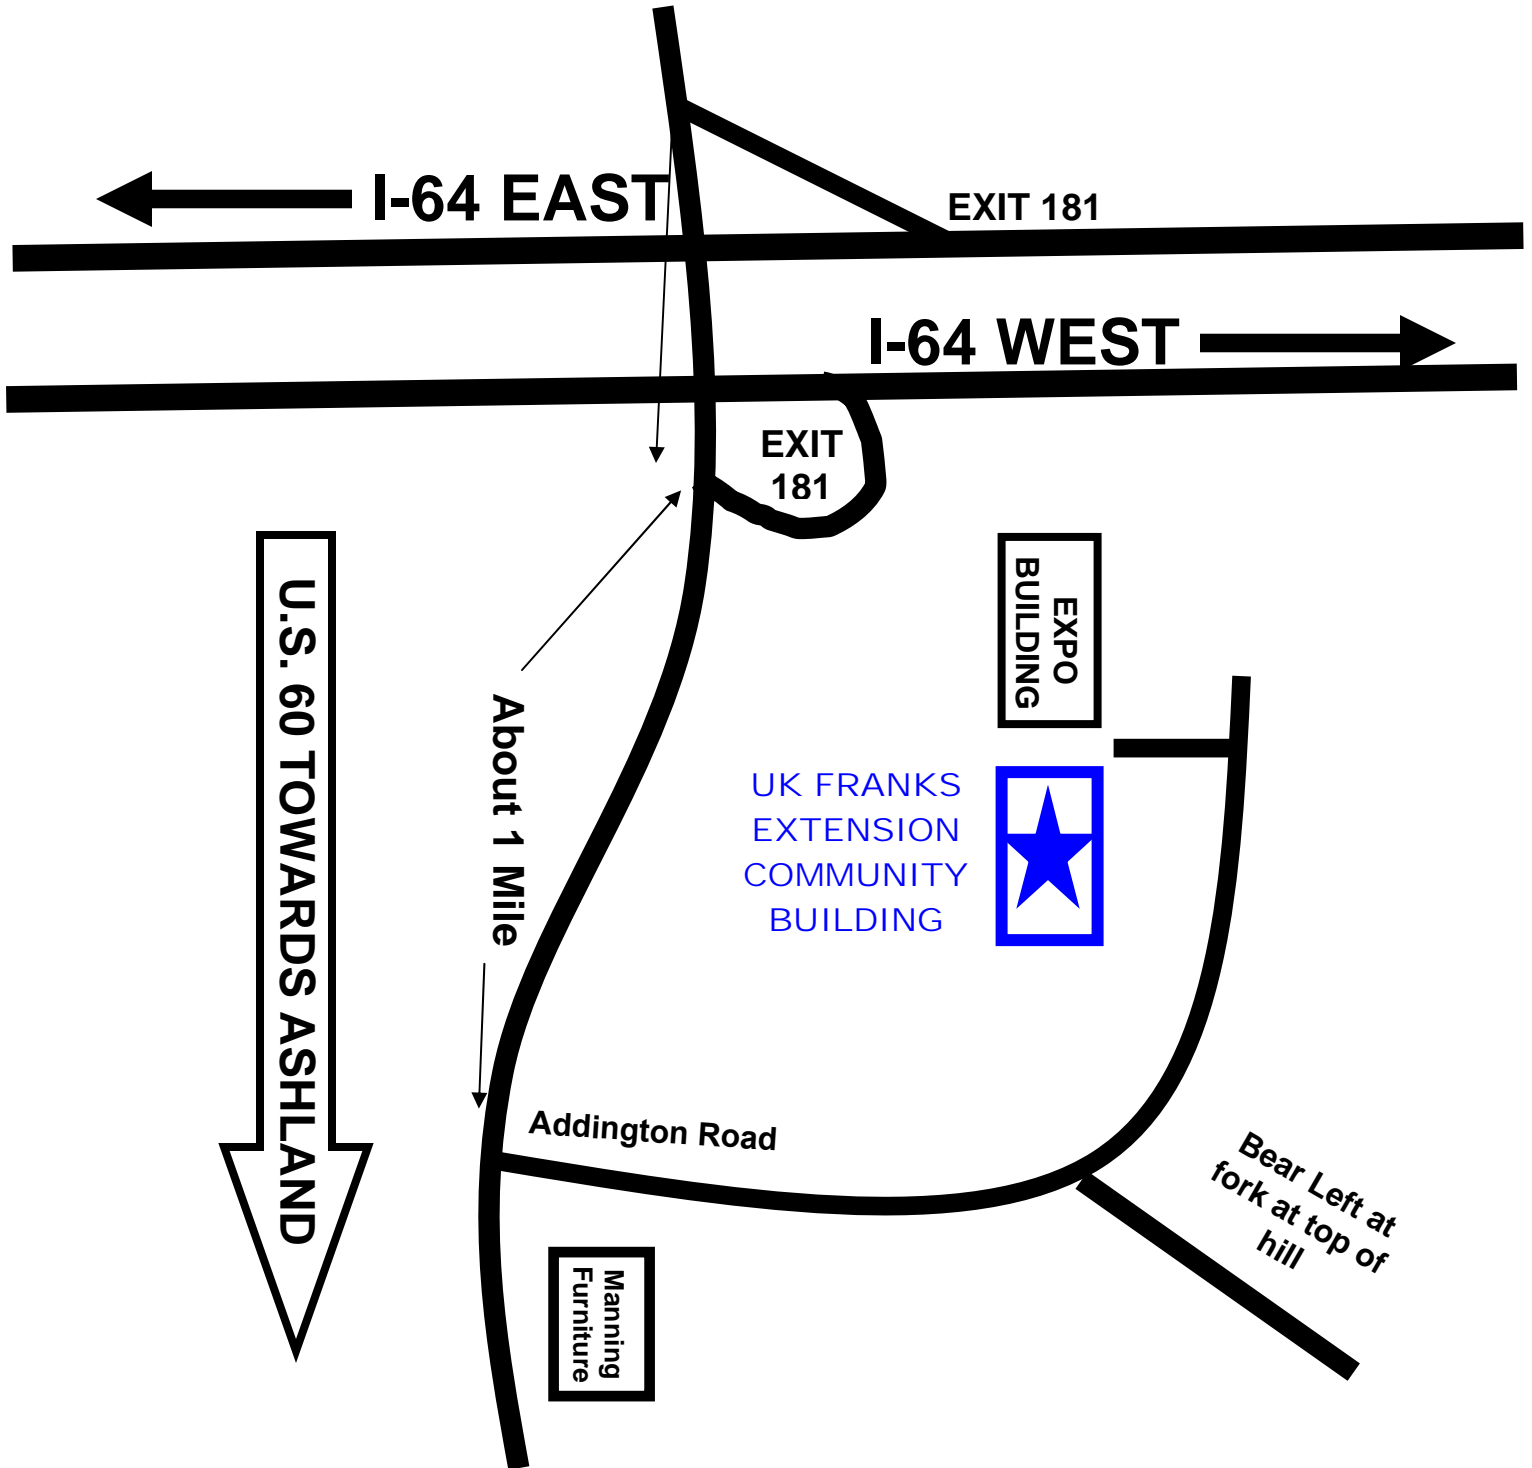 I-64 EAST
EXIT 181
I-64 WEST
EXIT
181
U.S. 60 TOWARDS ASHLAND
About 1 Mile
EXPO
BUILDING
UK FRANKS
EXTENSION
COMMUNITY
BUILDING
Addington Road
Bear Left at
fork at top of
hill
Manning
Furniture